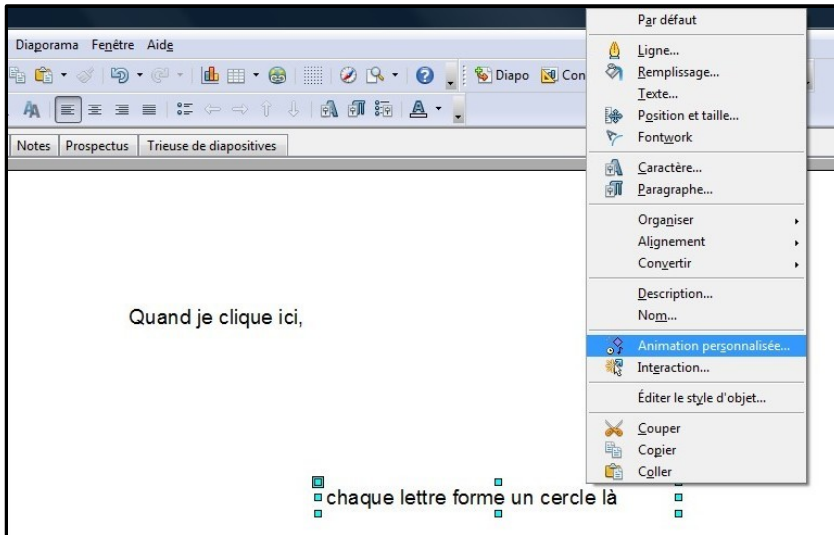 Diaporama Fenêtre Aide
Diapo Con
Notes Prospectus Trieuse de diapositives
Par défaut
Ligne...
Remplissage...
Texte...
Position et taille...
Fontwork
Caractère...
Paragraphe...
Organiser
Alignement
Convertir
Description...
Nom...
Animation personnalisée...
Interaction...
Éditer le style d'objet...
Couper
Copier
Coller
Quand je clique ici,
chaque lettre forme un cercle là